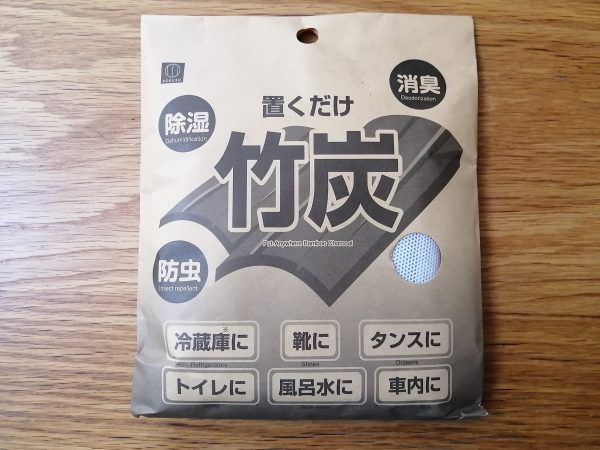 KOKUBO
消臭
Deodorization
置くだけ
除湿
Dehumidification
竹炭
Put Anywhere Bamboo Charcoal
防虫
Insect repellent
冷蔵庫に※
Refrigerators
靴に
Shoes
タンスに
Drawers
トイレに
風呂水に
車内に